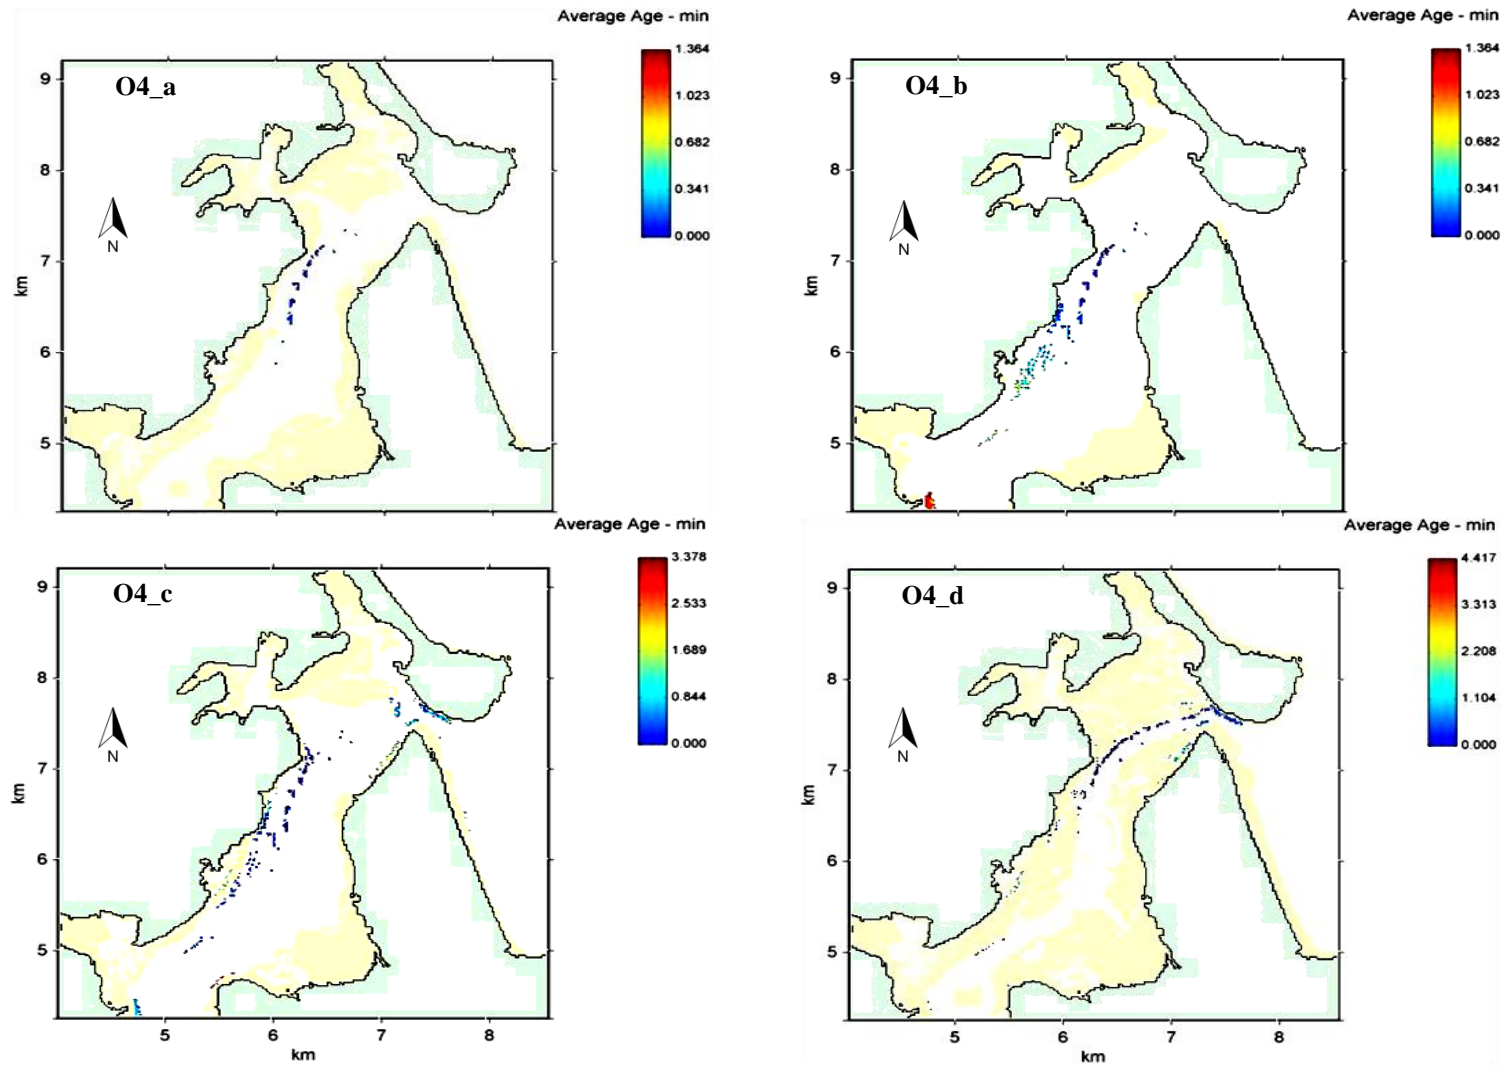 Average Age - min
1.364
1.023
0.682
0.341
0.000
O4_a
9
8
7
6
5
km
N
Average Age - min
1.364
1.023
0.682
0.341
0.000
O4_b
9
8
7
6
5
km
N
Average Age - min
3.378
2.533
1.689
0.844
0.000
O4_c
9
8
7
6
5
km
N
5 6 7 8
km
Average Age - min
4.417
3.313
2.208
1.104
0.000
O4_d
9
8
7
6
5
km
N
5 6 7 8
km